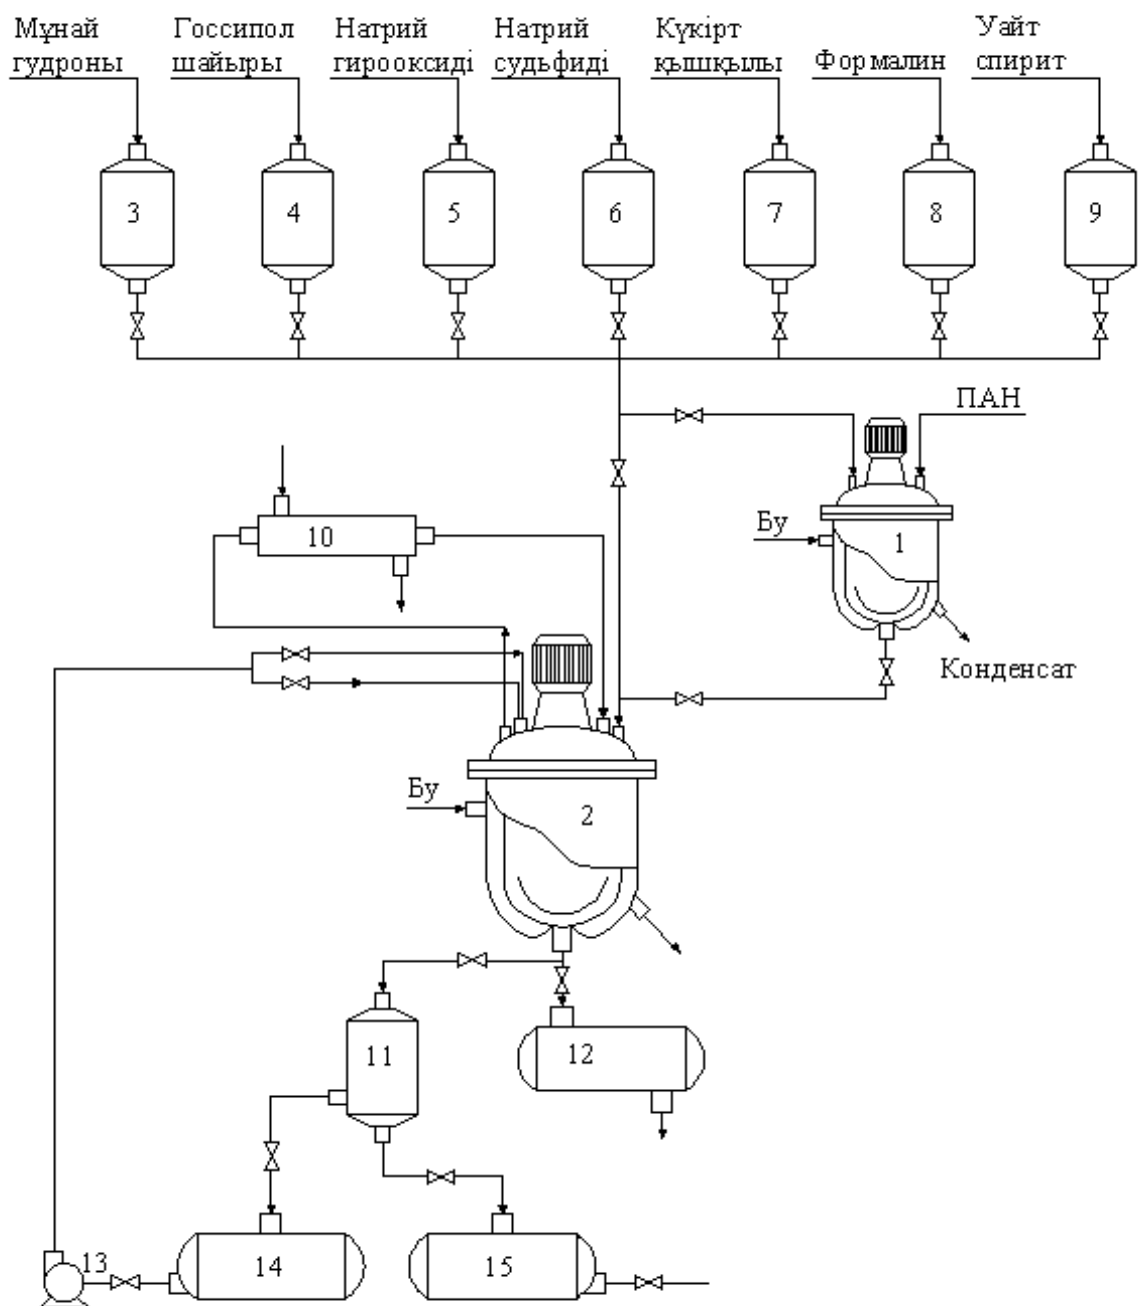 Мұнай
гудроны
Госсипол
шайыры
Натрий
гирооксиді
Натрий
судьфиді
Күкірт
қышқылы
Формалин
Уайт
спирит
3
4
5
6
7
8
9
ПАН
10
Бу
1
Конденсат
Бу
2
11
12
13
14
15